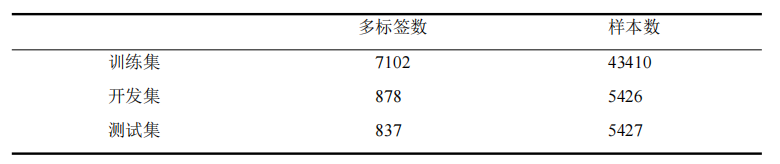 多标签数 样本数
训练集 7102 43410
开发集 878 5426
测试集 837 5427